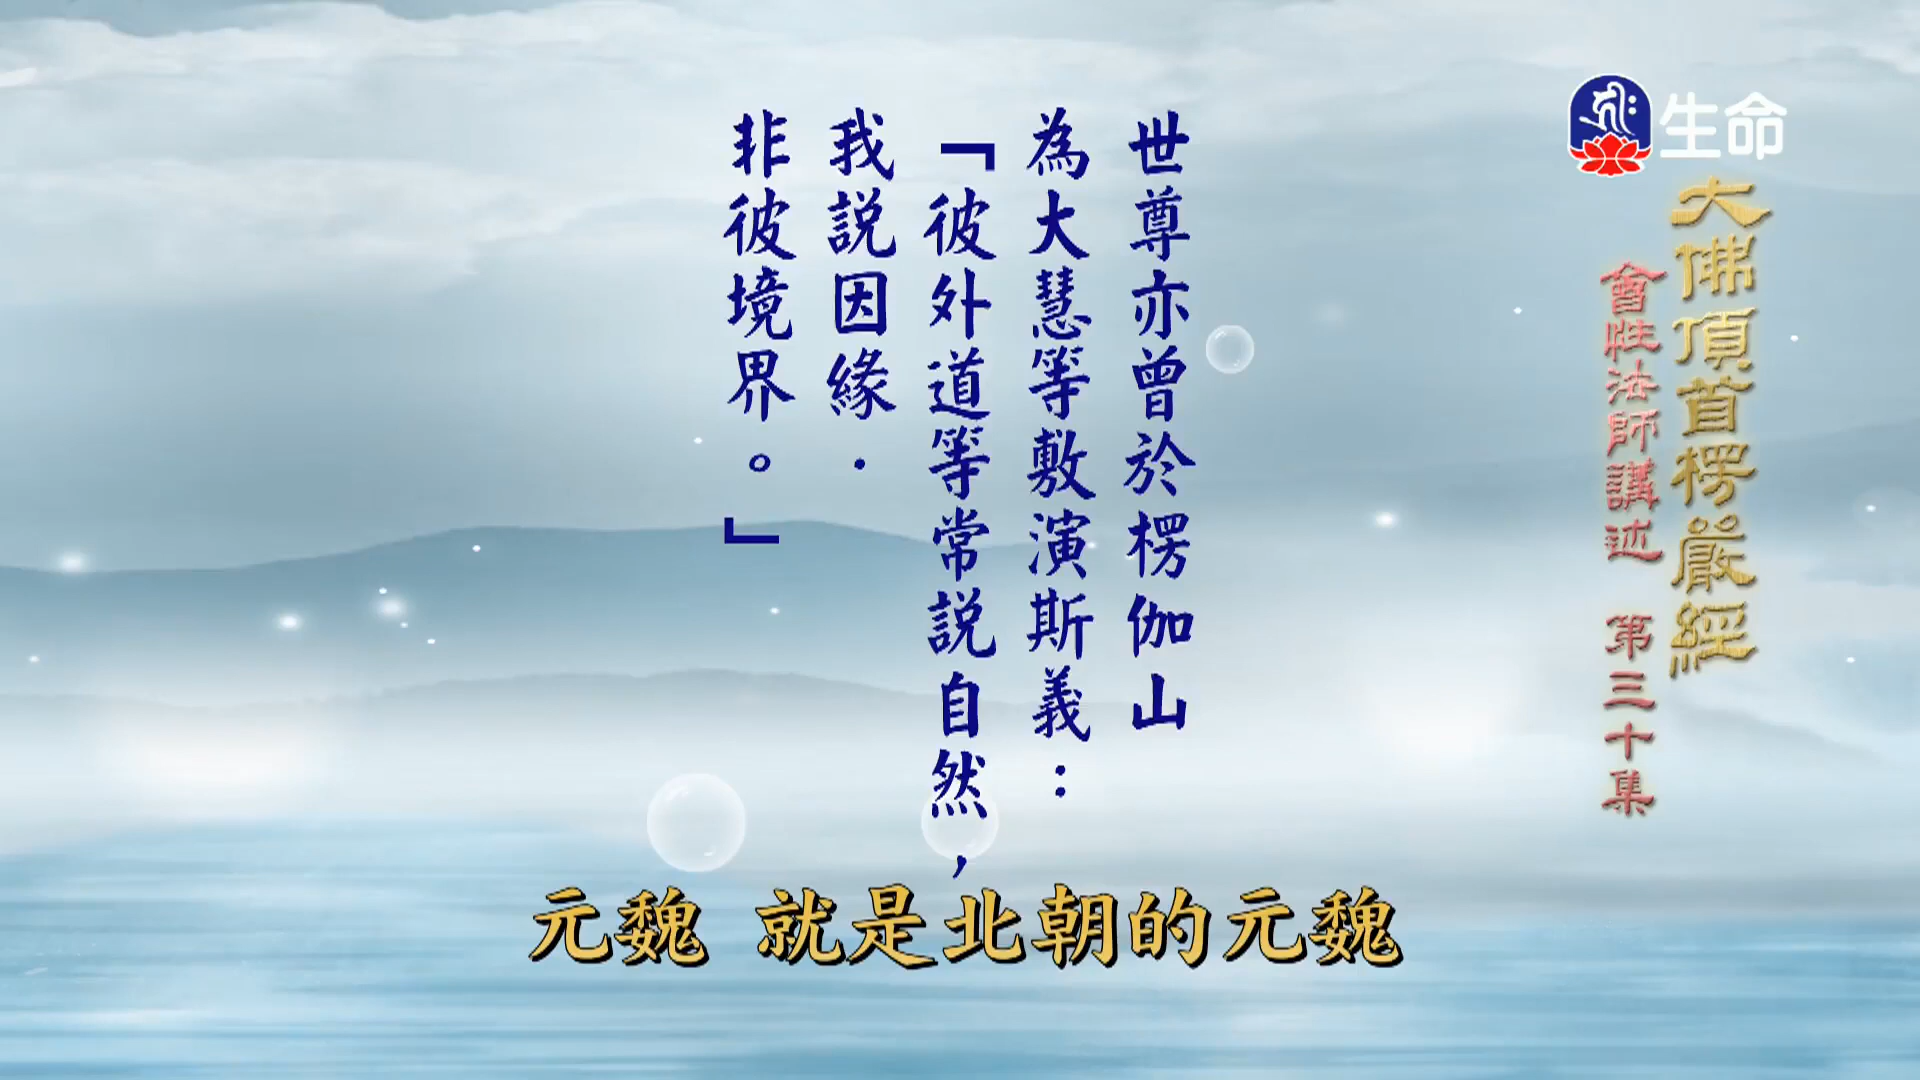 生命
大佛頂首楞嚴經
會性法師講述 第三十集
世尊亦曾於楞伽山
為大慧等敷演斯義：
「彼外道等常説自然，
我説因緣．
非彼境界。」
元魏 就是北朝的元魏